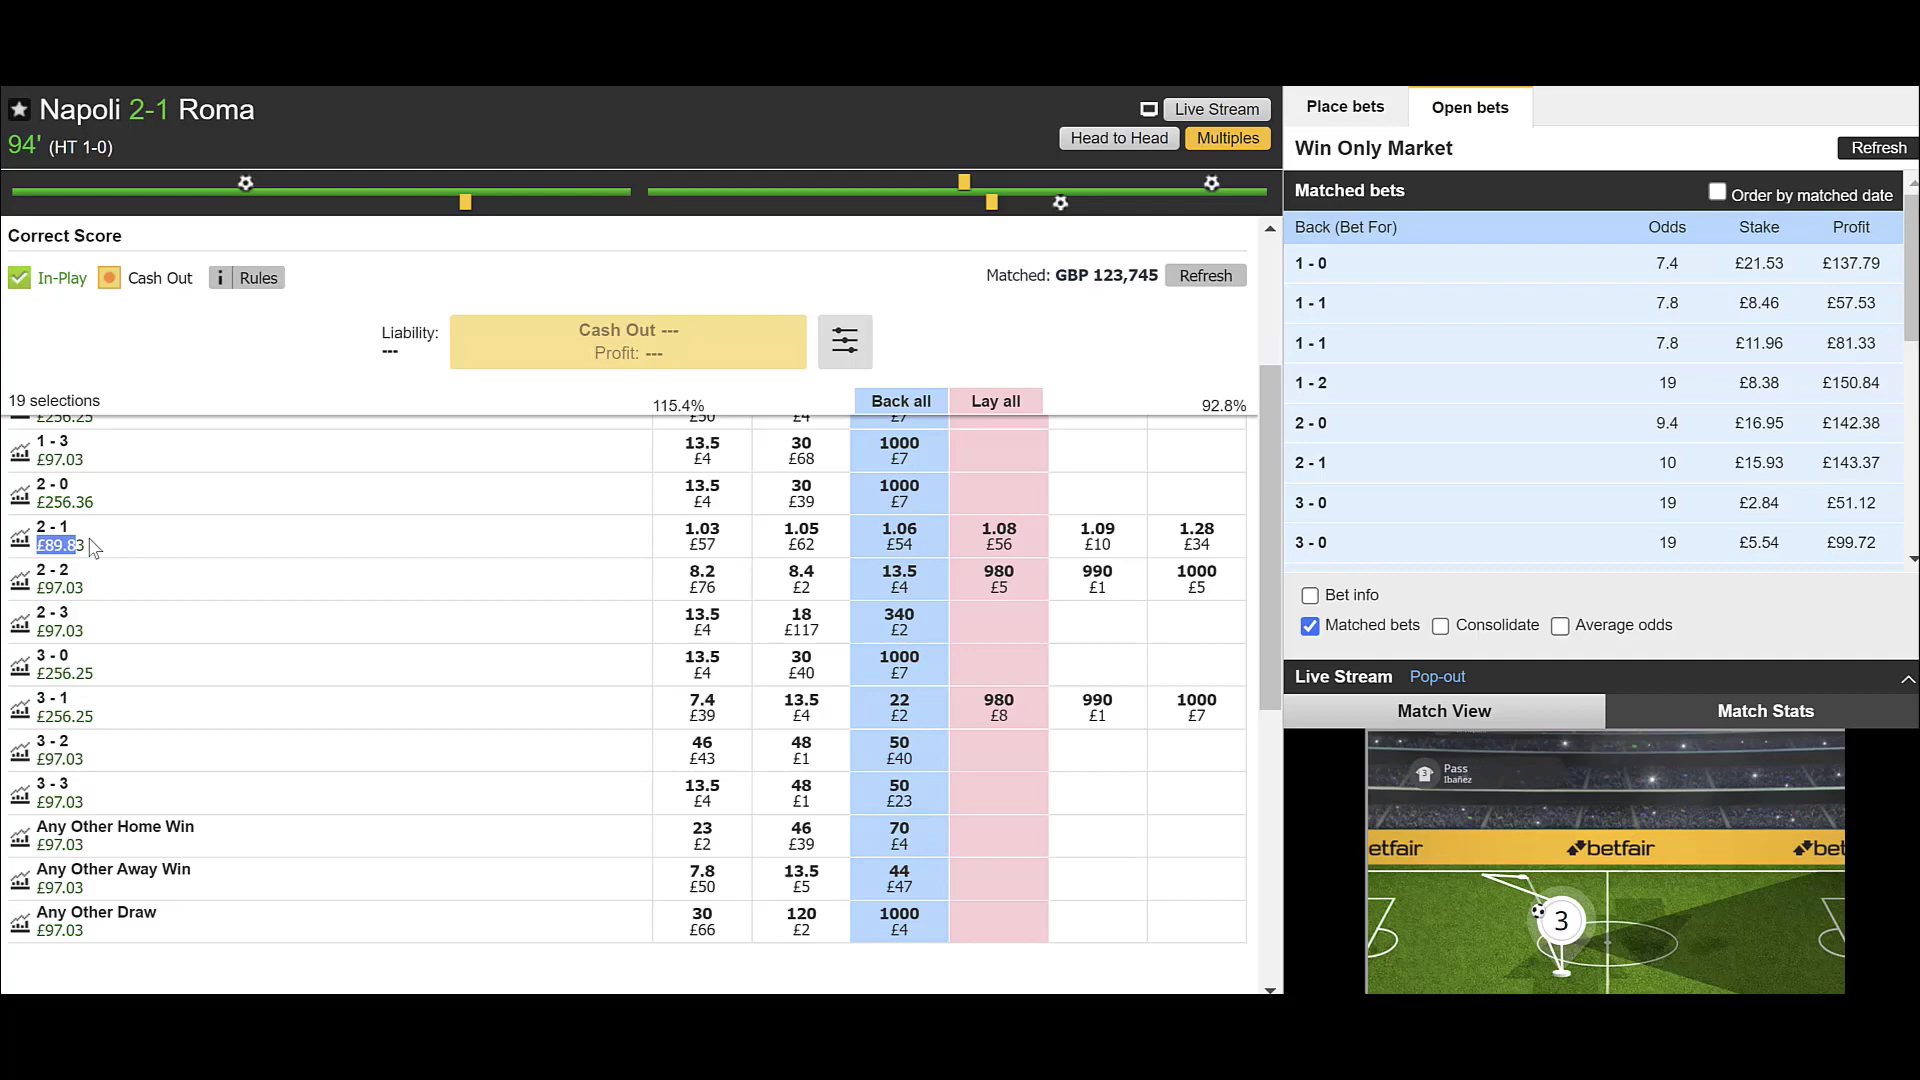 Napoli 2-1 Roma
94' (HT 1-0)
Live Stream
Head to Head Multiples
Correct Score
In-Play Cash Out i Rules
Matched: GBP 123,745 Refresh
Liability:
---
Cash Out ---
Profit: ---
19 selections 115.4% Back all Lay all 92.8%
£256.25 £50 £4 £7
1 - 3 13.5 30 1000
£97.03 £4 £68 £7
2 - 0 13.5 30 1000
£256.36 £4 £39 £7
2 - 1 1.03 1.05 1.06 1.08 1.09 1.28
£89.83 £57 £62 £54 £56 £10 £34
2 - 2 8.2 8.4 13.5 980 990 1000
£97.03 £76 £2 £4 £5 £1 £5
2 - 3 13.5 18 340
£97.03 £4 £117 £2
3 - 0 13.5 30 1000
£256.25 £4 £40 £7
3 - 1 7.4 13.5 22 980 990 1000
£256.25 £39 £4 £2 £8 £1 £7
3 - 2 46 48 50
£97.03 £43 £1 £40
3 - 3 13.5 48 50
£97.03 £4 £1 £23
Any Other Home Win 23 46 70
£97.03 £2 £39 £4
Any Other Away Win 7.8 13.5 44
£97.03 £50 £5 £47
Any Other Draw 30 120 1000
£97.03 £66 £2 £4
Place bets Open bets
Win Only Market Refresh
Matched bets Order by matched date
Back (Bet For) Odds Stake Profit
1 - 0 7.4 £21.53 £137.79
1 - 1 7.8 £8.46 £57.53
1 - 1 7.8 £11.96 £81.33
1 - 2 19 £8.38 £150.84
2 - 0 9.4 £16.95 £142.38
2 - 1 10 £15.93 £143.37
3 - 0 19 £2.84 £51.12
3 - 0 19 £5.54 £99.72
Bet info
Matched bets Consolidate Average odds
Live Stream Pop-out
Match View Match Stats
3 Pass
Ibañez
etfair betfair bet
3